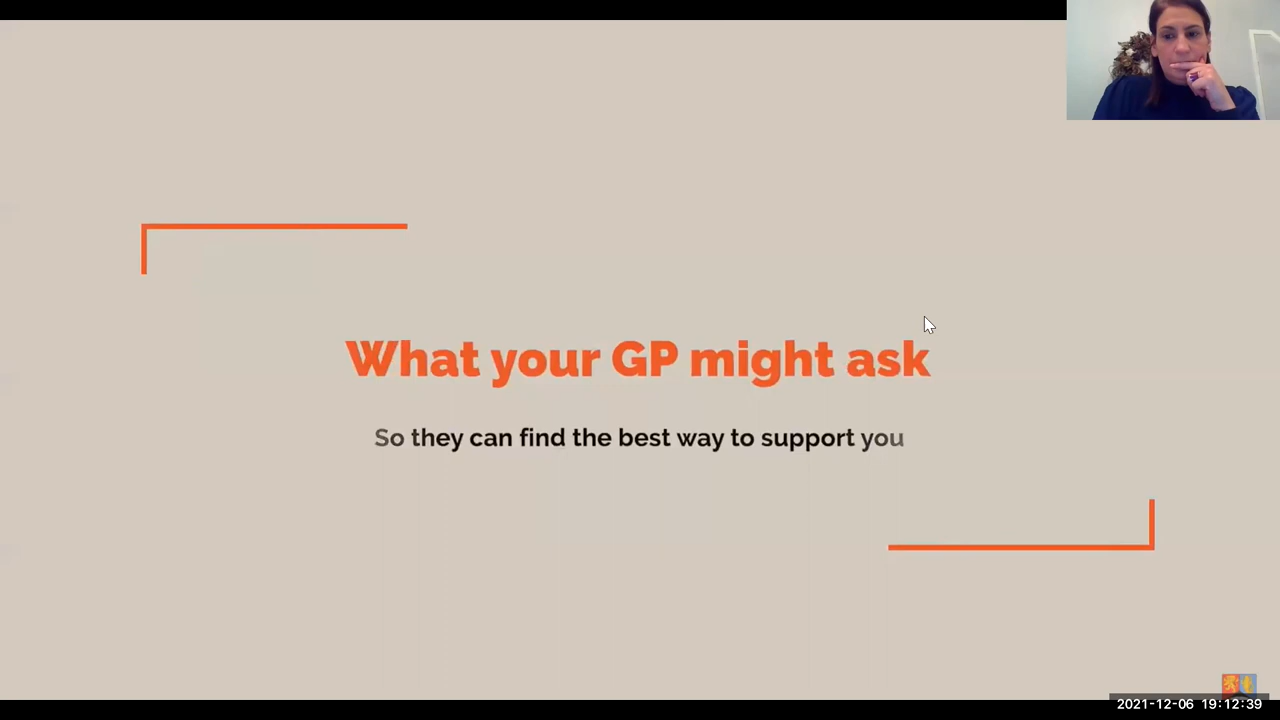 What your GP might ask
So they can find the best way to support you
2021-12-06 19:12:39